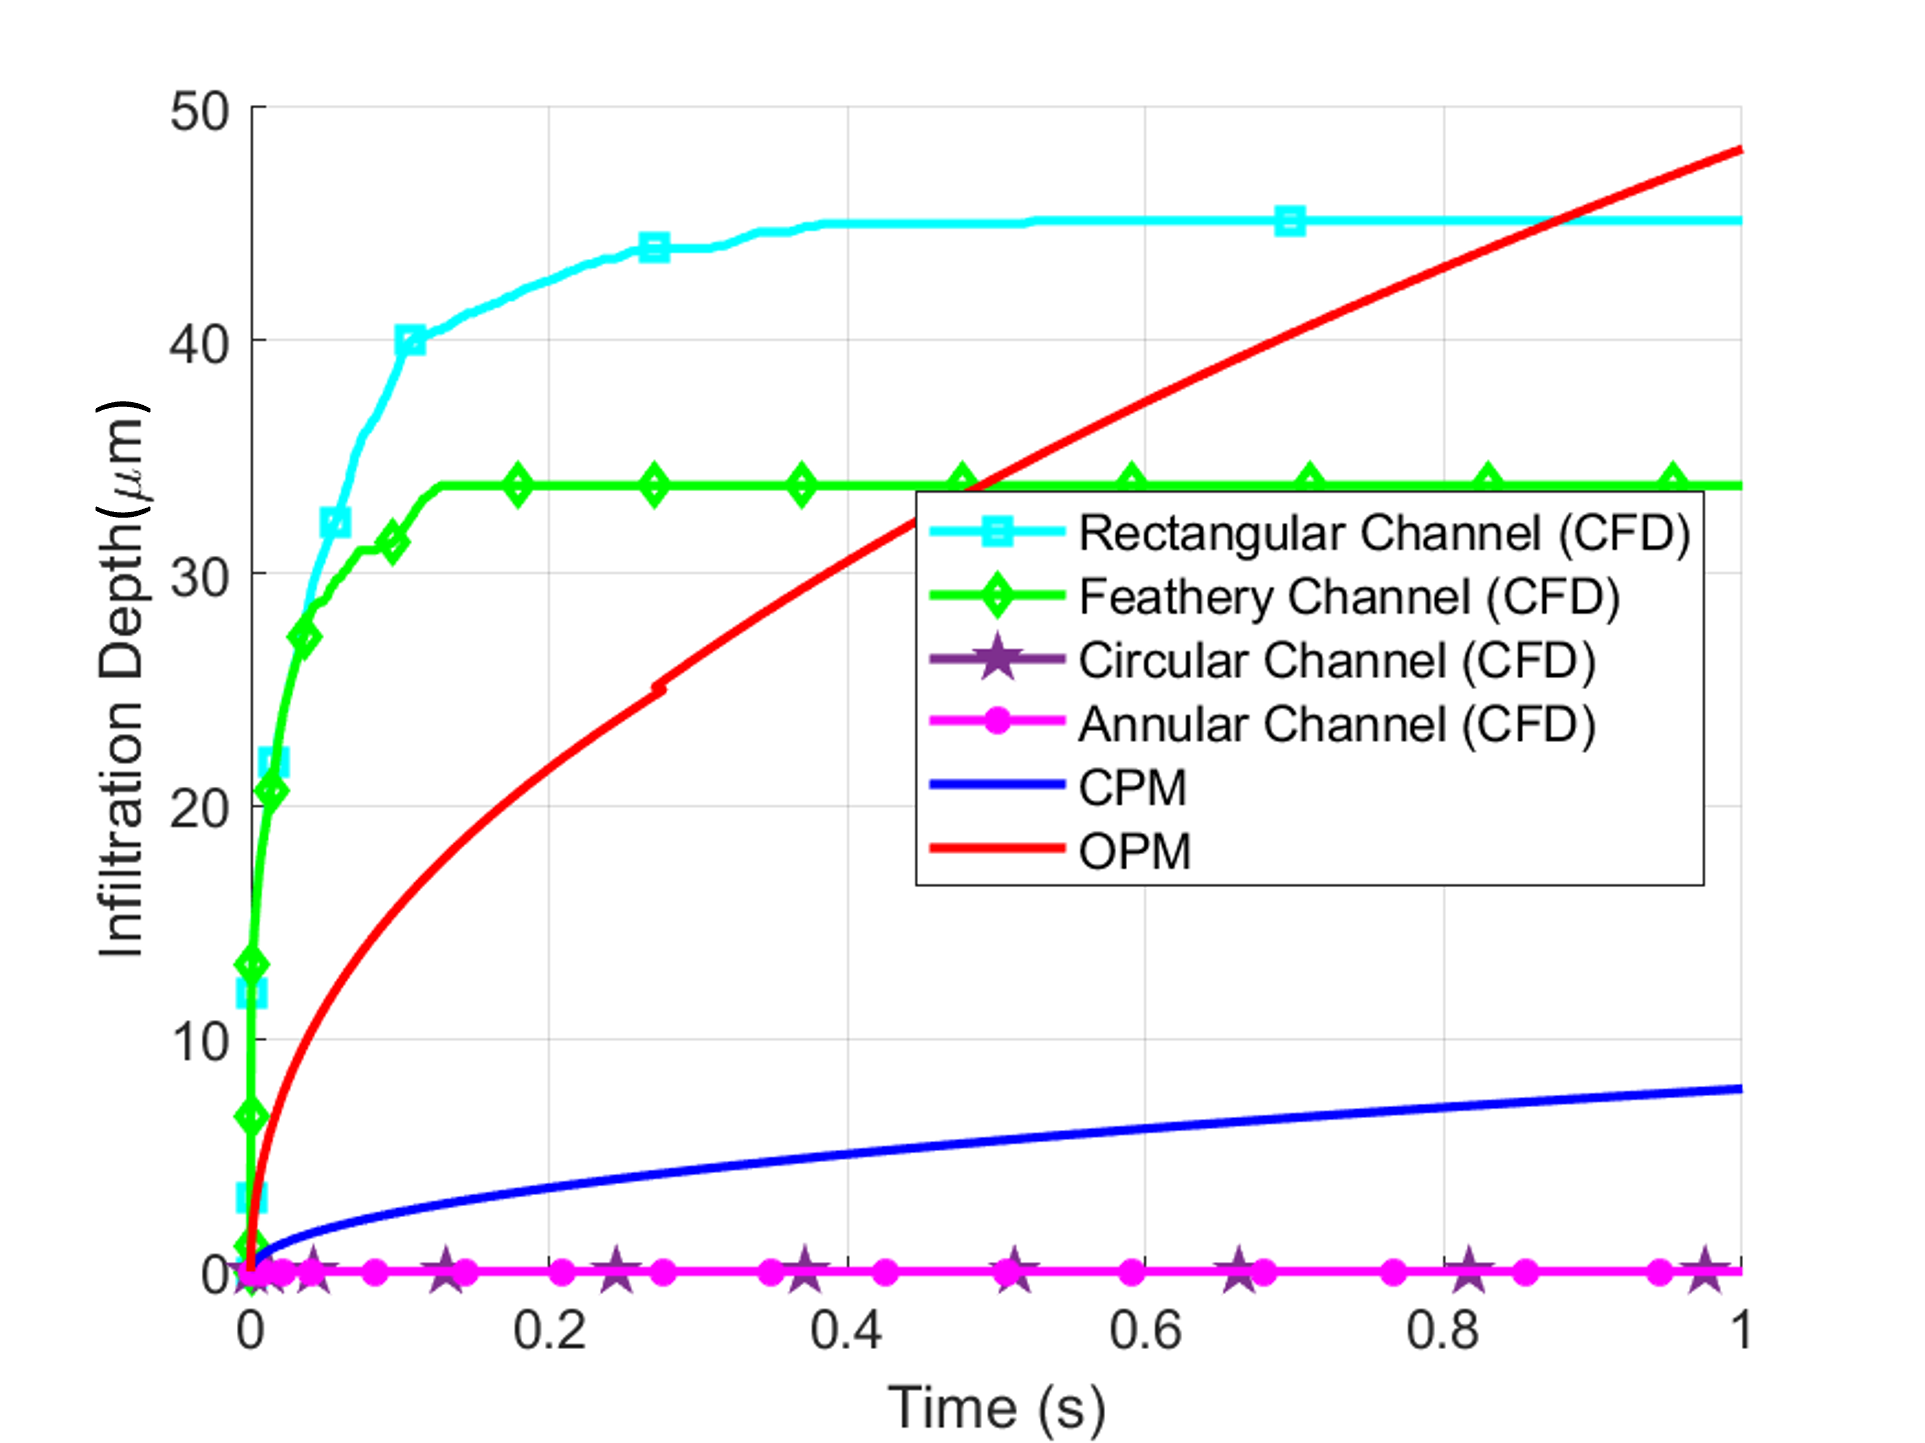 50
40
30
20
10
0
Infiltration Depth(μm)
Rectangular Channel (CFD)
Feathery Channel (CFD)
Circular Channel (CFD)
Annular Channel (CFD)
CPM
OPM
0 0.2 0.4 0.6 0.8 1
Time (s)